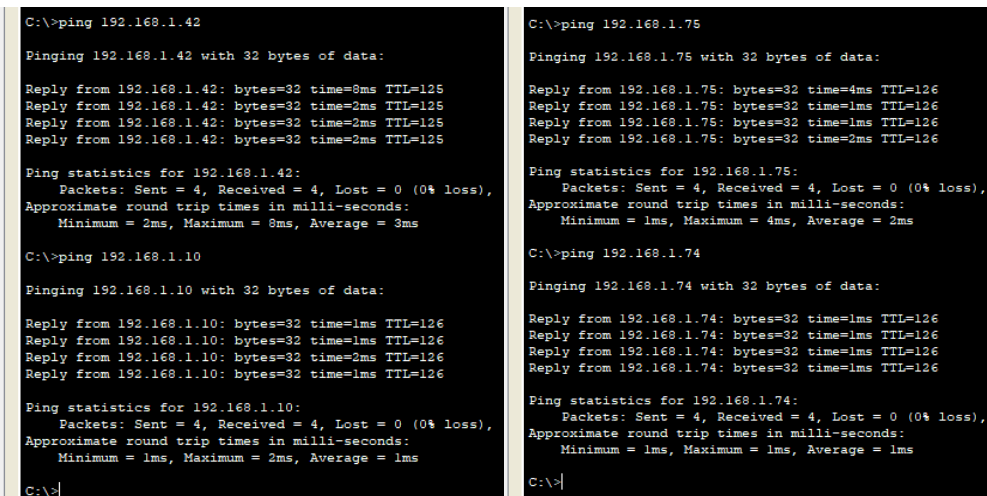 C:\>ping 192.168.1.42
Pinging 192.168.1.42 with 32 bytes of data:
Reply from 192.168.1.42: bytes=32 time=8ms TTL=125
Reply from 192.168.1.42: bytes=32 time=2ms TTL=125
Reply from 192.168.1.42: bytes=32 time=2ms TTL=125
Reply from 192.168.1.42: bytes=32 time=2ms TTL=125
Ping statistics for 192.168.1.42:
Packets: Sent = 4, Received = 4, Lost = 0 (0% loss),
Approximate round trip times in milli-seconds:
Minimum = 2ms, Maximum = 8ms, Average = 3ms
C:\>ping 192.168.1.10
Pinging 192.168.1.10 with 32 bytes of data:
Reply from 192.168.1.10: bytes=32 time=1ms TTL=126
Reply from 192.168.1.10: bytes=32 time=1ms TTL=126
Reply from 192.168.1.10: bytes=32 time=2ms TTL=126
Reply from 192.168.1.10: bytes=32 time=1ms TTL=126
Ping statistics for 192.168.1.10:
Packets: Sent = 4, Received = 4, Lost = 0 (0% loss),
Approximate round trip times in milli-seconds:
Minimum = 1ms, Maximum = 2ms, Average = 1ms
C:\>
C:\>ping 192.168.1.75
Pinging 192.168.1.75 with 32 bytes of data:
Reply from 192.168.1.75: bytes=32 time=4ms TTL=126
Reply from 192.168.1.75: bytes=32 time=1ms TTL=126
Reply from 192.168.1.75: bytes=32 time=1ms TTL=126
Reply from 192.168.1.75: bytes=32 time=2ms TTL=126
Ping statistics for 192.168.1.75:
Packets: Sent = 4, Received = 4, Lost = 0 (0% loss),
Approximate round trip times in milli-seconds:
Minimum = 1ms, Maximum = 4ms, Average = 2ms
C:\>ping 192.168.1.74
Pinging 192.168.1.74 with 32 bytes of data:
Reply from 192.168.1.74: bytes=32 time=1ms TTL=126
Reply from 192.168.1.74: bytes=32 time=1ms TTL=126
Reply from 192.168.1.74: bytes=32 time=1ms TTL=126
Reply from 192.168.1.74: bytes=32 time=1ms TTL=126
Ping statistics for 192.168.1.74:
Packets: Sent = 4, Received = 4, Lost = 0 (0% loss),
Approximate round trip times in milli-seconds:
Minimum = 1ms, Maximum = 1ms, Average = 1ms
C:\>